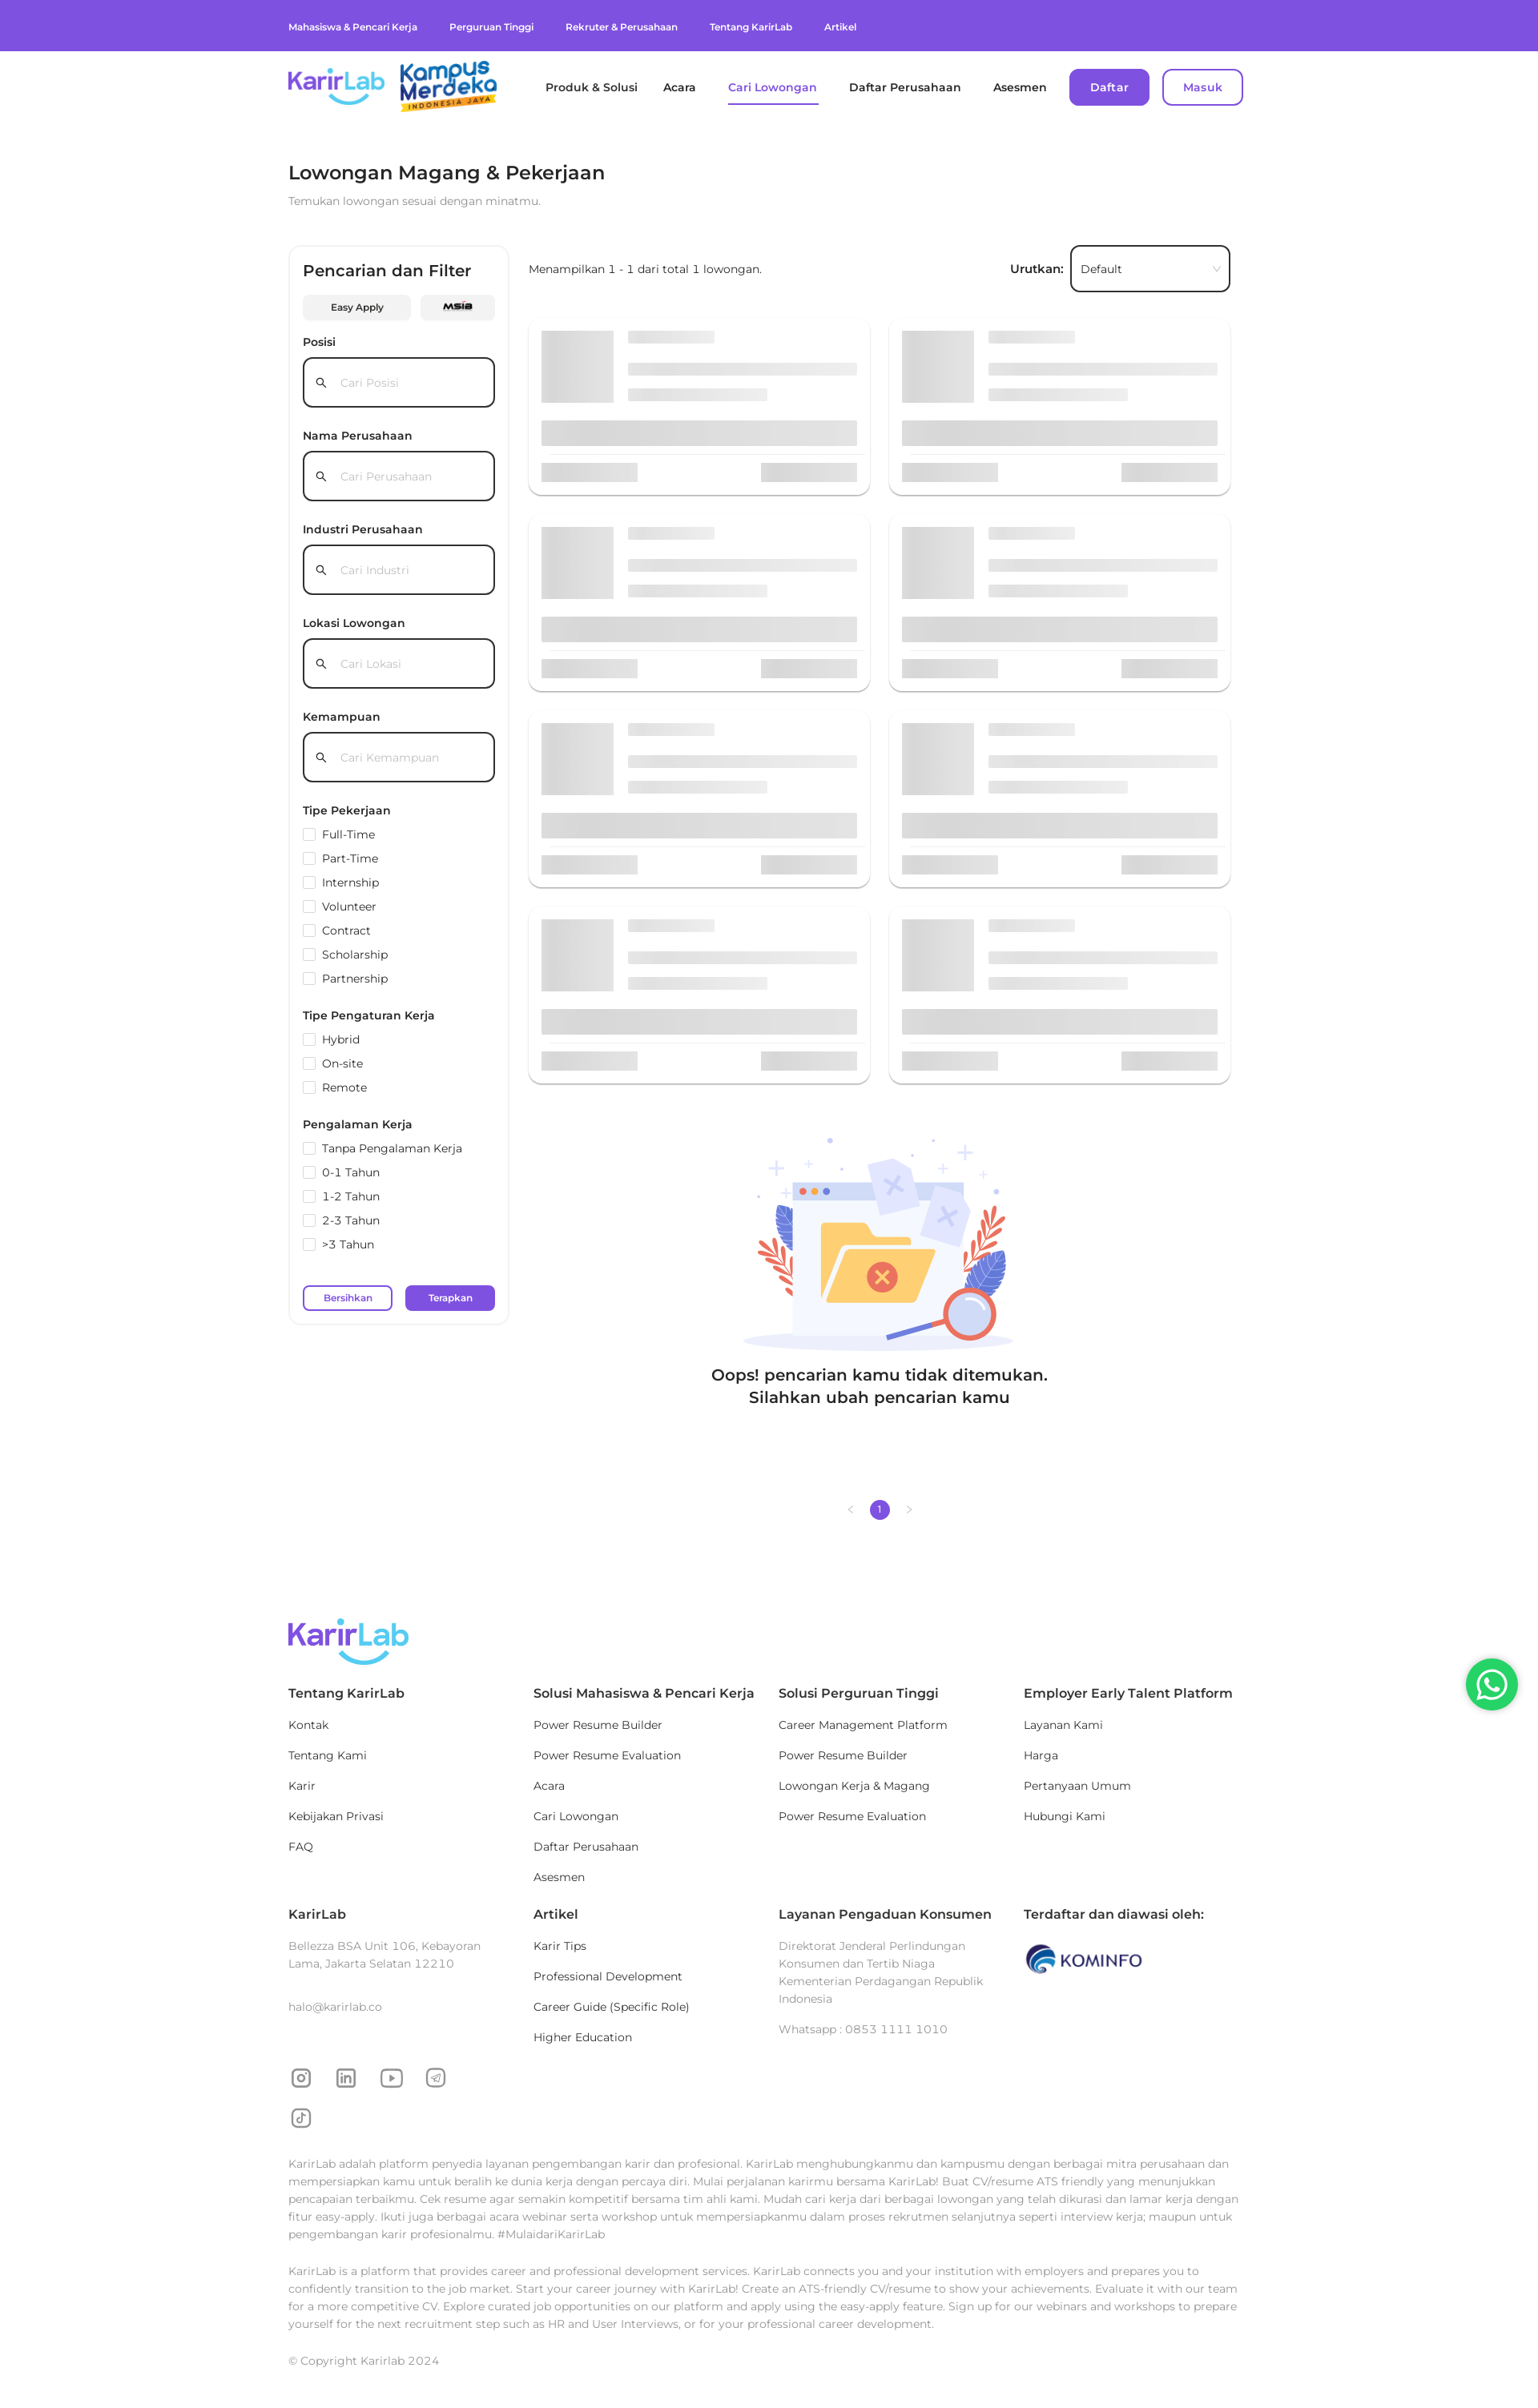 Mahasiswa & Pencari Kerja
Perguruan Tinggi
Rekruter & Perusahaan
Tentang KarirLab
Artikel
KarirLab
Kampus
Merdeka
INDONESIA JAYA
Produk & Solusi
Acara
Cari Lowongan
Daftar Perusahaan
Asesmen
Daftar
Masuk
Lowongan Magang & Pekerjaan
Temukan lowongan sesuai dengan minatmu.
Pencarian dan Filter
Easy Apply
MSIB
Posisi
Cari Posisi
Nama Perusahaan
Cari Perusahaan
Industri Perusahaan
Cari Industri
Lokasi Lowongan
Cari Lokasi
Kemampuan
Cari Kemampuan
Tipe Pekerjaan
Full-Time
Part-Time
Internship
Volunteer
Contract
Scholarship
Partnership
Tipe Pengaturan Kerja
Hybrid
On-site
Remote
Pengalaman Kerja
Tanpa Pengalaman Kerja
0-1 Tahun
1-2 Tahun
2-3 Tahun
>3 Tahun
Bersihkan
Terapkan
Menampilkan 1 - 1 dari total 1 lowongan.
Urutkan:
Default
Oops! pencarian kamu tidak ditemukan.
Silahkan ubah pencarian kamu
1
KarirLab
Tentang KarirLab
Kontak
Tentang Kami
Karir
Kebijakan Privasi
FAQ
Solusi Mahasiswa & Pencari Kerja
Power Resume Builder
Power Resume Evaluation
Acara
Cari Lowongan
Daftar Perusahaan
Asesmen
Solusi Perguruan Tinggi
Career Management Platform
Power Resume Builder
Lowongan Kerja & Magang
Power Resume Evaluation
Employer Early Talent Platform
Layanan Kami
Harga
Pertanyaan Umum
Hubungi Kami
KarirLab
Bellezza BSA Unit 106, Kebayoran
Lama, Jakarta Selatan 12210
halo@karirlab.co
Artikel
Karir Tips
Professional Development
Career Guide (Specific Role)
Higher Education
Layanan Pengaduan Konsumen
Direktorat Jenderal Perlindungan
Konsumen dan Tertib Niaga
Kementerian Perdagangan Republik
Indonesia
Whatsapp : 0853 1111 1010
Terdaftar dan diawasi oleh:
KOMINFO
KarirLab adalah platform penyedia layanan pengembangan karir dan profesional. KarirLab menghubungkanmu dan kampusmu dengan berbagai mitra perusahaan dan
mempersiapkan kamu untuk beralih ke dunia kerja dengan percaya diri. Mulai perjalanan karirmu bersama KarirLab! Buat CV/resume ATS friendly yang menunjukkan
pencapaian terbaikmu. Cek resume agar semakin kompetitif bersama tim ahli kami. Mudah cari kerja dari berbagai lowongan yang telah dikurasi dan lamar kerja dengan
fitur easy-apply. Ikuti juga berbagai acara webinar serta workshop untuk mempersiapkanmu dalam proses rekrutmen selanjutnya seperti interview kerja; maupun untuk
pengembangan karir profesionalmu. #MulaidariKarirLab
KarirLab is a platform that provides career and professional development services. KarirLab connects you and your institution with employers and prepares you to
confidently transition to the job market. Start your career journey with KarirLab! Create an ATS-friendly CV/resume to show your achievements. Evaluate it with our team
for a more competitive CV. Explore curated job opportunities on our platform and apply using the easy-apply feature. Sign up for our webinars and workshops to prepare
yourself for the next recruitment step such as HR and User Interviews, or for your professional career development.
© Copyright Karirlab 2024